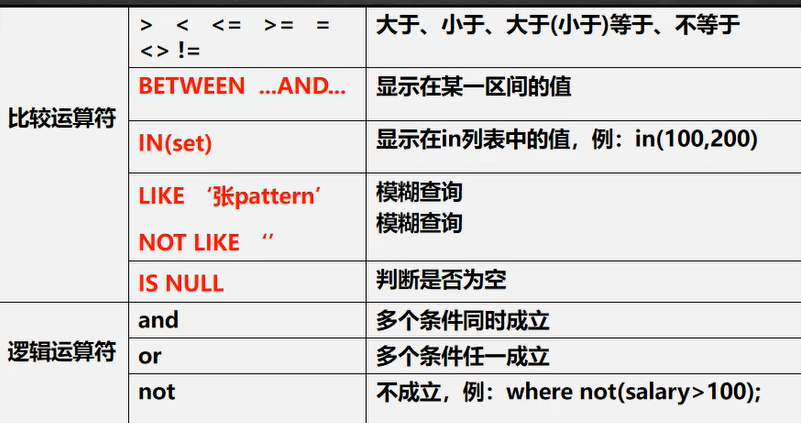 比较运算符
> < <= >= =
<> !=
大于、小于、大于(小于)等于、不等于
BETWEEN ...AND...
显示在某一区间的值
IN(set)
显示在in列表中的值，例：in(100,200)
LIKE ‘张pattern’
模糊查询
NOT LIKE ‘’
模糊查询
IS NULL
判断是否为空
逻辑运算符
and
多个条件同时成立
or
多个条件任一成立
not
不成立，例：where not(salary>100);